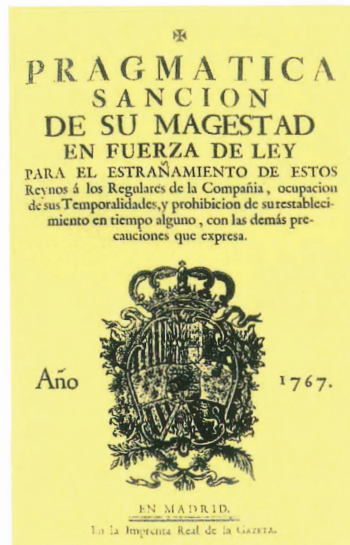 PRAGMATICA
SANCION
DE SU MAGESTAD
EN FUERZA DE LEY
PARA EL ESTRAÑAMIENTO DE ESTOS
Reynos á los Regulares de la Compañia, ocupacion
de sus Temporalidades, y prohibicion de su restableci-
miento en tiempo alguno, con las demás pre-
cauciones que expresa.
Año 1767.
EN MADRID.
En la Imprenta Real de la GAZETA.